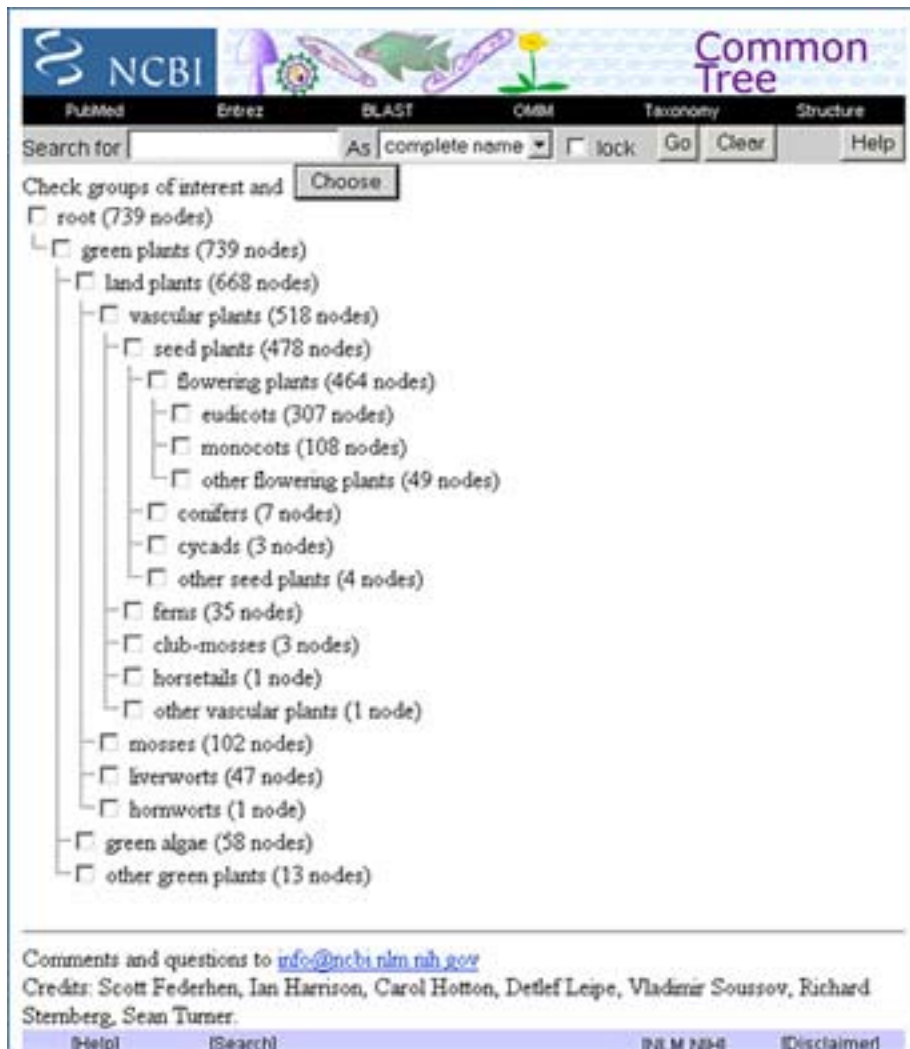 NCBI
Common
Tree
PubMed Entrez BLAST OMIM Taxonomy Structure
Search for As complete name lock Go Clear Help
Check groups of interest and Choose
root (739 nodes)
green plants (739 nodes)
land plants (668 nodes)
vascular plants (518 nodes)
seed plants (478 nodes)
flowering plants (464 nodes)
eudicots (307 nodes)
monocots (108 nodes)
other flowering plants (49 nodes)
conifers (7 nodes)
cycads (3 nodes)
other seed plants (4 nodes)
ferns (35 nodes)
club-mosses (3 nodes)
horsetails (1 node)
other vascular plants (1 node)
mosses (102 nodes)
liverworts (47 nodes)
hornworts (1 node)
green algae (58 nodes)
other green plants (13 nodes)
Comments and questions to info@ncbi.nlm.nih.gov
Credits: Scott Federhen, Ian Harrison, Carol Hotton, Detlef Leipe, Vladimir Soussov, Richard
Sternberg, Sean Turner.
[Help] [Search] [NLM NIH] [Disclaimer]